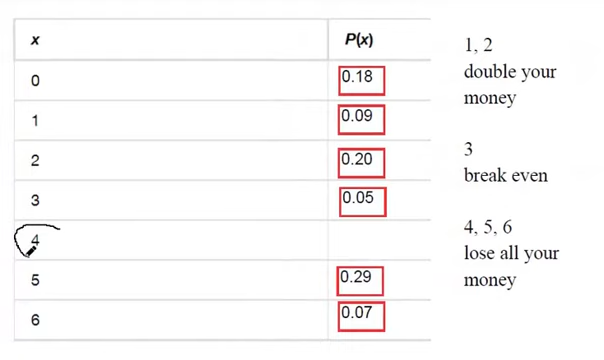 x P(x)
0 0.18
1 0.09
2 0.20
3 0.05
4
5 0.29
6 0.07
1, 2
double your
money
3
break even
4, 5, 6
lose all your
money